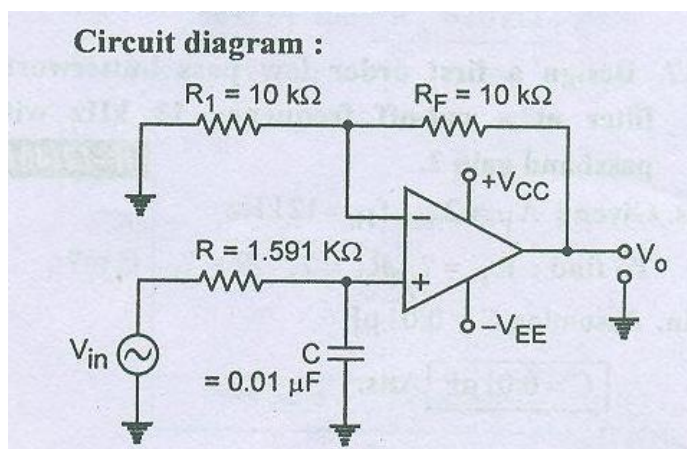 Circuit diagram :
R1 = 10 kΩ
RF = 10 kΩ
+VCC
−
R = 1.591 KΩ
+
Vo
−VEE
Vin
C
= 0.01 μF